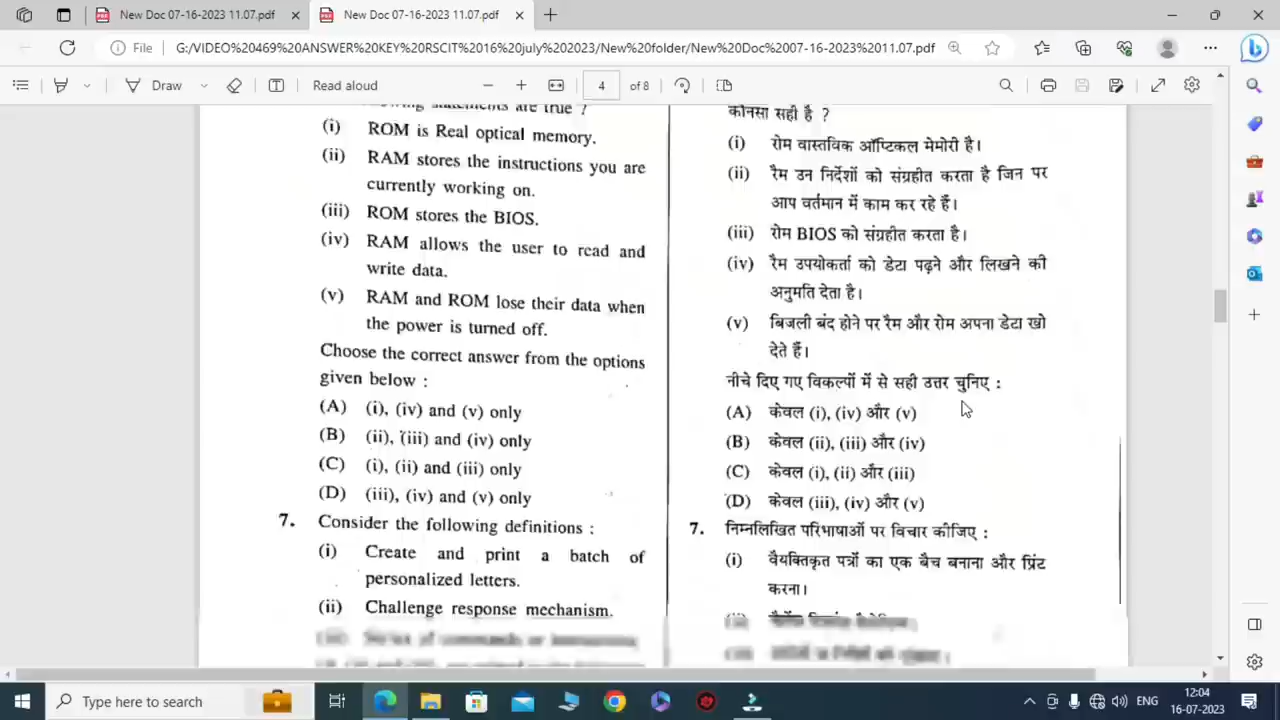 New Doc 07-16-2023 11.07.pdf
New Doc 07-16-2023 11.07.pdf
File
G:/VIDEO%20469%20ANSWER%20KEY%20RSCIT%2016%20july%202023/New%20folder/New%20Doc%2007-16-2023%2011.07.pdf
Draw
Read aloud
4 of 8
statements are true ?
(i) ROM is Real optical memory.
(ii) RAM stores the instructions you are
currently working on.
(iii) ROM stores the BIOS.
(iv) RAM allows the user to read and
write data.
(v) RAM and ROM lose their data when
the power is turned off.
Choose the correct answer from the options
given below :
(A) (i), (iv) and (v) only
(B) (ii), (iii) and (iv) only
(C) (i), (ii) and (iii) only
(D) (iii), (iv) and (v) only
7. Consider the following definitions :
(i) Create and print a batch of
personalized letters.
(ii) Challenge response mechanism.
कौनसा सही है ?
(i) रोम वास्तविक ऑप्टिकल मेमोरी है।
(ii) रैम उन निर्देशों को संग्रहीत करता है जिन पर
आप वर्तमान में काम कर रहे हैं।
(iii) रोम BIOS को संग्रहीत करता है।
(iv) रैम उपयोकर्ता को डेटा पढ़ने और लिखने की
अनुमति देता है।
(v) बिजली बंद होने पर रैम और रोम अपना डेटा खो
देते हैं।
नीचे दिए गए विकल्पों में से सही उत्तर चुनिए :
(A) केवल (i), (iv) और (v)
(B) केवल (ii), (iii) और (iv)
(C) केवल (i), (ii) और (iii)
(D) केवल (iii), (iv) और (v)
7. निम्नलिखित परिभाषाओं पर विचार कीजिए :
(i) वैयक्तिकृत पत्रों का एक बैच बनाना और प्रिंट
करना।
Type here to search
ENG
12:04
16-07-2023